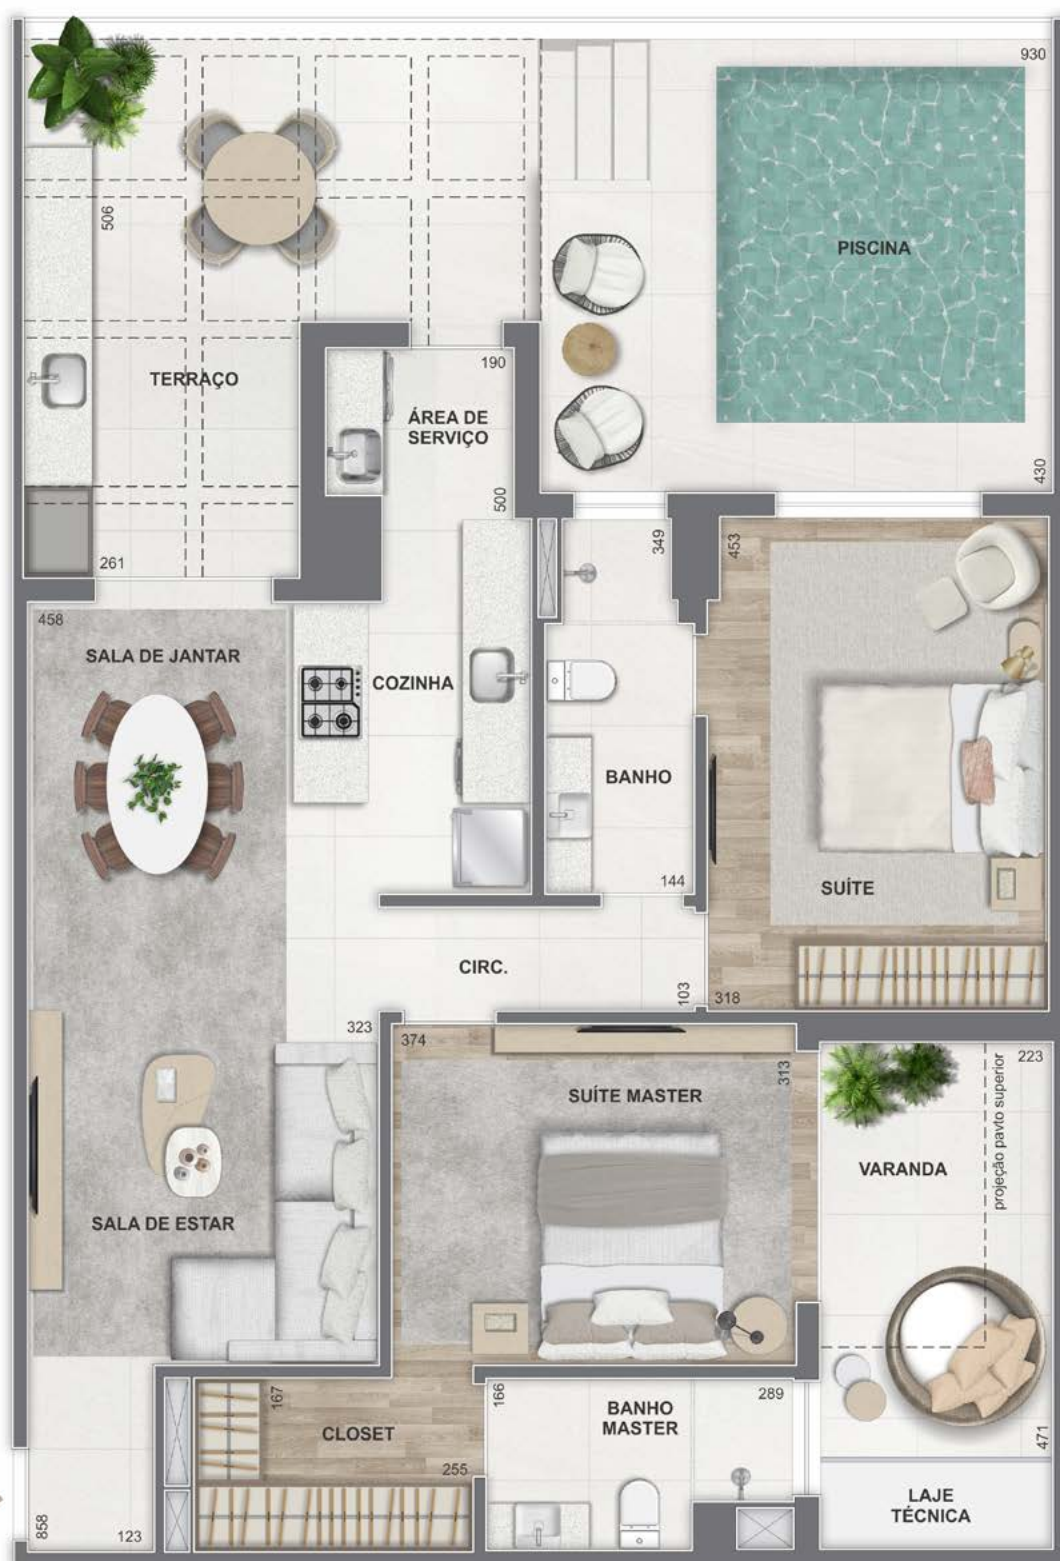 930
506
PISCINA
190
TERRAÇO
ÁREA DE
SERVIÇO
430
500
349
453
261
458
SALA DE JANTAR
COZINHA
BANHO
144
SUÍTE
CIRC.
103
318
323
374
313
223
SUÍTE MASTER
projeção pavto superior
VARANDA
SALA DE ESTAR
167
166
289
BANHO
MASTER
CLOSET
471
255
LAJE
TÉCNICA
858
123